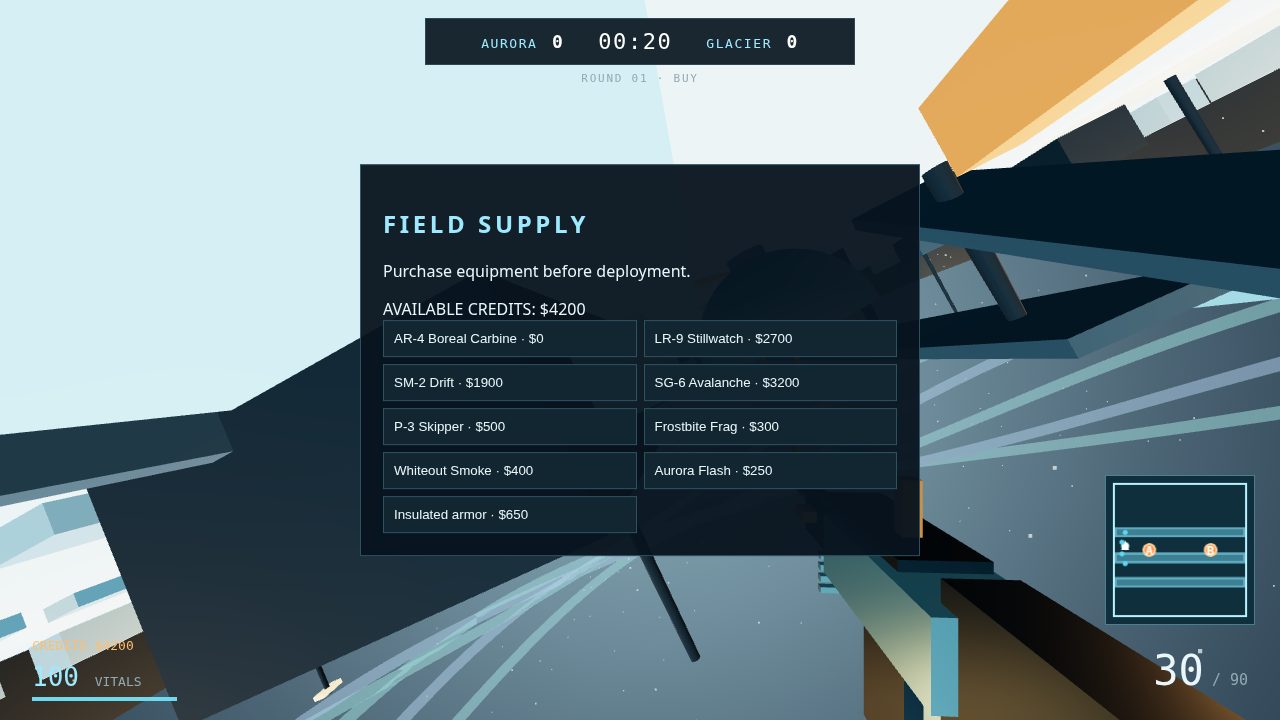 AURORA 0 00:20 GLACIER 0
ROUND 01 · BUY
FIELD SUPPLY
Purchase equipment before deployment.
AVAILABLE CREDITS: $4200
AR-4 Boreal Carbine · $0
LR-9 Stillwatch · $2700
SM-2 Drift · $1900
SG-6 Avalanche · $3200
P-3 Skipper · $500
Frostbite Frag · $300
Whiteout Smoke · $400
Aurora Flash · $250
Insulated armor · $650
A B
CREDITS $4200
100 VITALS
30 / 90